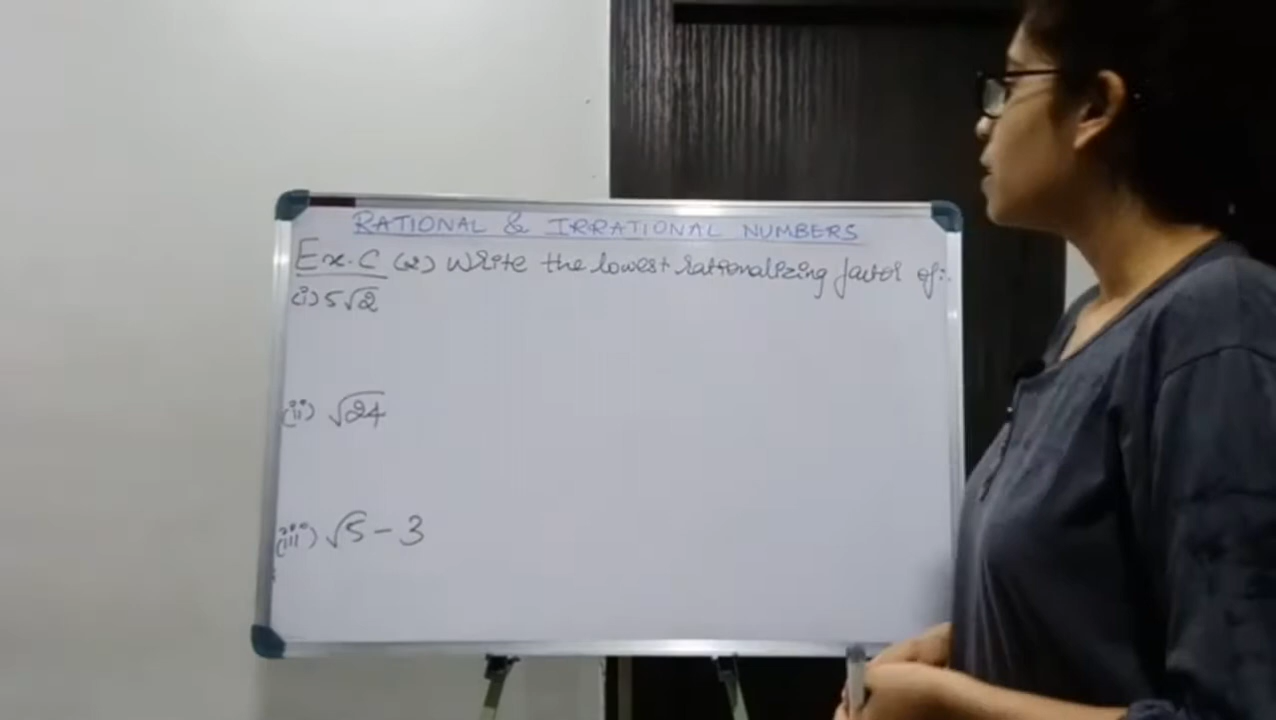 RATIONAL & IRRATIONAL NUMBERS
Ex.C (2) Write the lowest rationalizing factor of:-
(i) 5√2
(ii) √24
(iii) √5 - 3